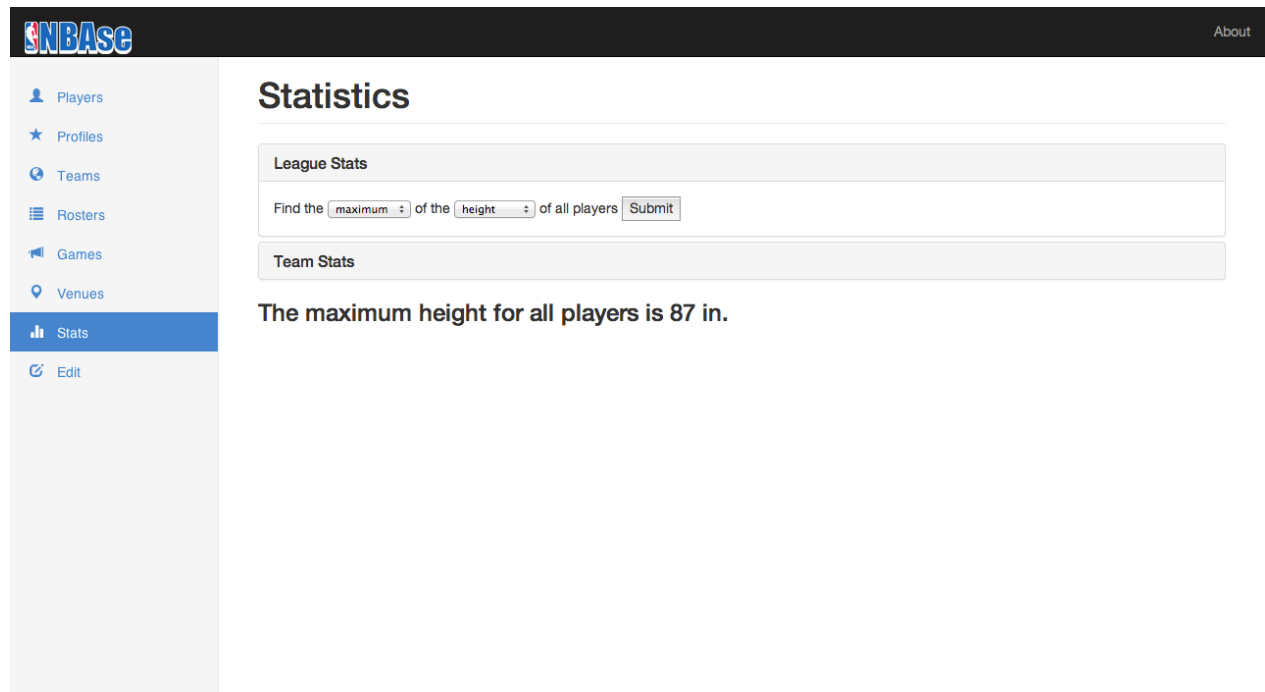 NBAse
About
Players
Profiles
Teams
Rosters
Games
Venues
Stats
Edit
Statistics
League Stats
Find the maximum of the height of all players Submit
Team Stats
The maximum height for all players is 87 in.